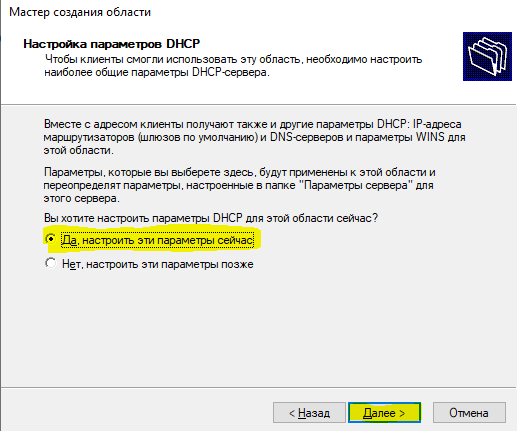 Мастер создания области
Настройка параметров DHCP
Чтобы клиенты смогли использовать эту область, необходимо настроить
наиболее общие параметры DHCP-сервера.
Вместе с адресом клиенты получают также и другие параметры DHCP: IP-адреса
маршрутизаторов (шлюзов по умолчанию) и DNS-серверов и параметры WINS для
этой области.
Параметры, которые вы выберете здесь, будут применены к этой области и
переопределят параметры, настроенные в папке "Параметры сервера" для
этого сервера.
Вы хотите настроить параметры DHCP для этой области сейчас?
Да, настроить эти параметры сейчас
Нет, настроить эти параметры позже
< Назад
Далее >
Отмена